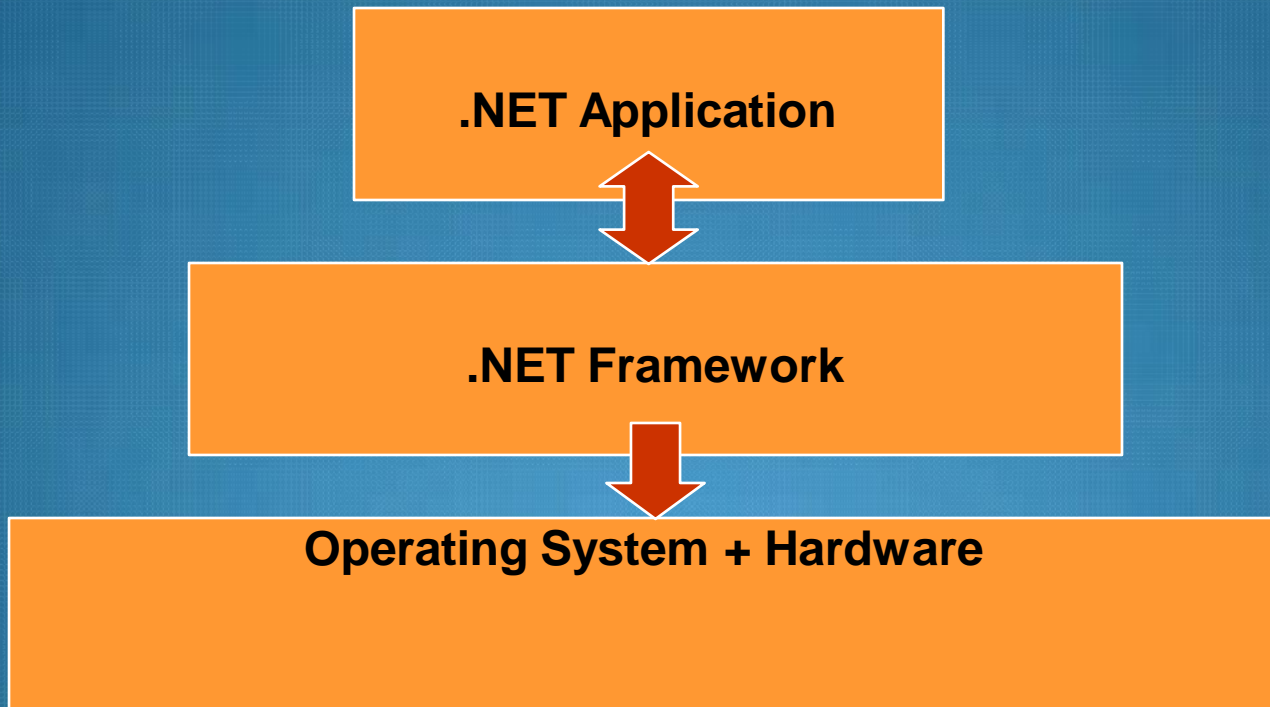 .NET Application
.NET Framework
Operating System + Hardware